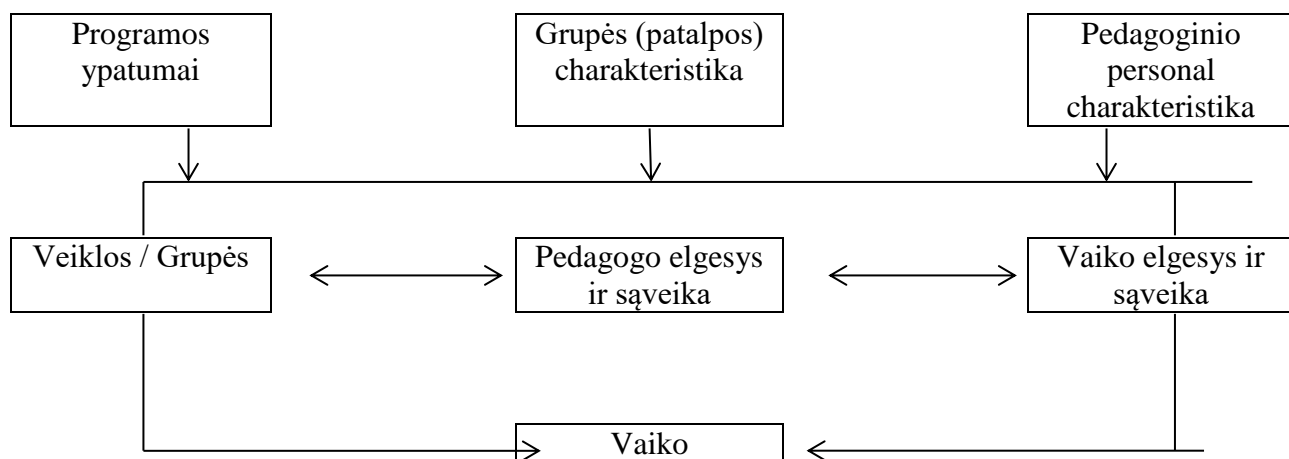 Programos
ypatumai
Grupės (patalpos)
charakteristika
Pedagoginio
personal
charakteristika
Veiklos / Grupės
Pedagogo elgesys
ir sąveika
Vaiko elgesys ir
sąveika
Vaiko